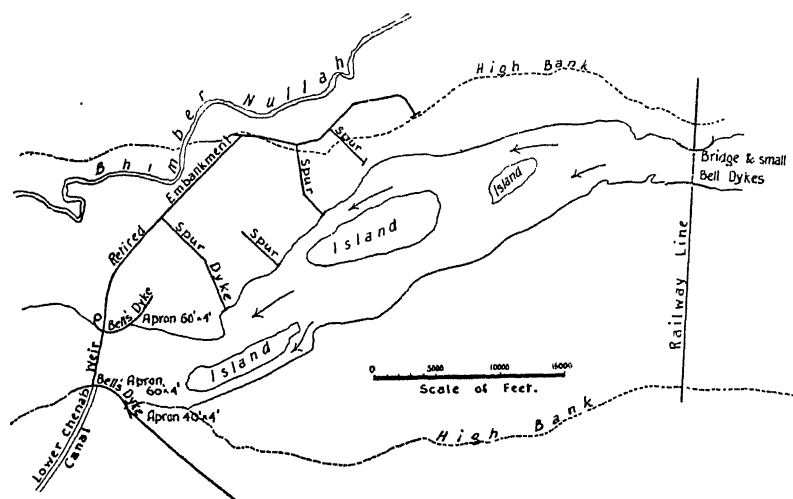 Bhimber Nullah
High Bank
Spur
Spur
Retired Embankment
Bridge & small
Bell Dykes
Island
Island
Spur
Dyke
Spur
Railway Line
Bell's Dyke
Apron 60'×4'
Weir
Island
0 5000 10000 15000
Scale of Feet.
Bell's Dyke
Apron
60×4'
Apron 40'×4'
Lower Chenab
Canal
High Bank